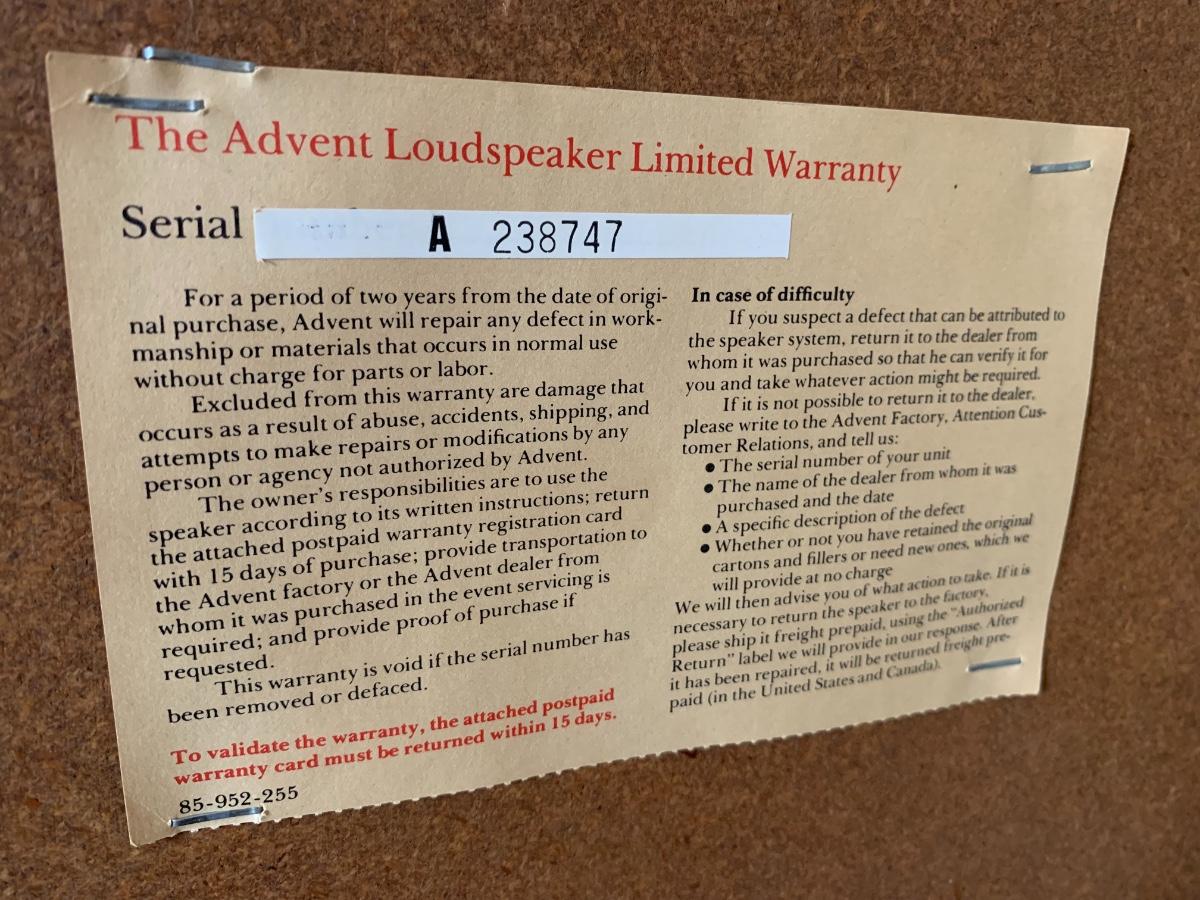 The Advent Loudspeaker Limited Warranty
Serial A 238747
For a period of two years from the date of origi-
nal purchase, Advent will repair any defect in work-
manship or materials that occurs in normal use
without charge for parts or labor.
Excluded from this warranty are damage that
occurs as a result of abuse, accidents, shipping, and
attempts to make repairs or modifications by any
person or agency not authorized by Advent.
The owner's responsibilities are to use the
speaker according to its written instructions; return
the attached postpaid warranty registration card
with 15 days of purchase; provide transportation to
the Advent factory or the Advent dealer from
whom it was purchased in the event servicing is
required; and provide proof of purchase if
requested.
This warranty is void if the serial number has
been removed or defaced.
To validate the warranty, the attached postpaid
warranty card must be returned within 15 days.
85-952-255
In case of difficulty
If you suspect a defect that can be attributed to
the speaker system, return it to the dealer from
whom it was purchased so that he can verify it for
you and take whatever action might be required.
If it is not possible to return it to the dealer,
please write to the Advent Factory, Attention Cus-
tomer Relations, and tell us:
● The serial number of your unit
● The name of the dealer from whom it was
purchased and the date
● A specific description of the defect
● Whether or not you have retained the original
cartons and fillers or need new ones, which we
will provide at no charge
We will then advise you of what action to take. If it is
necessary to return the speaker to the factory,
please ship it freight prepaid, using the "Authorized
Return" label we will provide in our response. After
it has been repaired, it will be returned freight pre-
paid (in the United States and Canada).